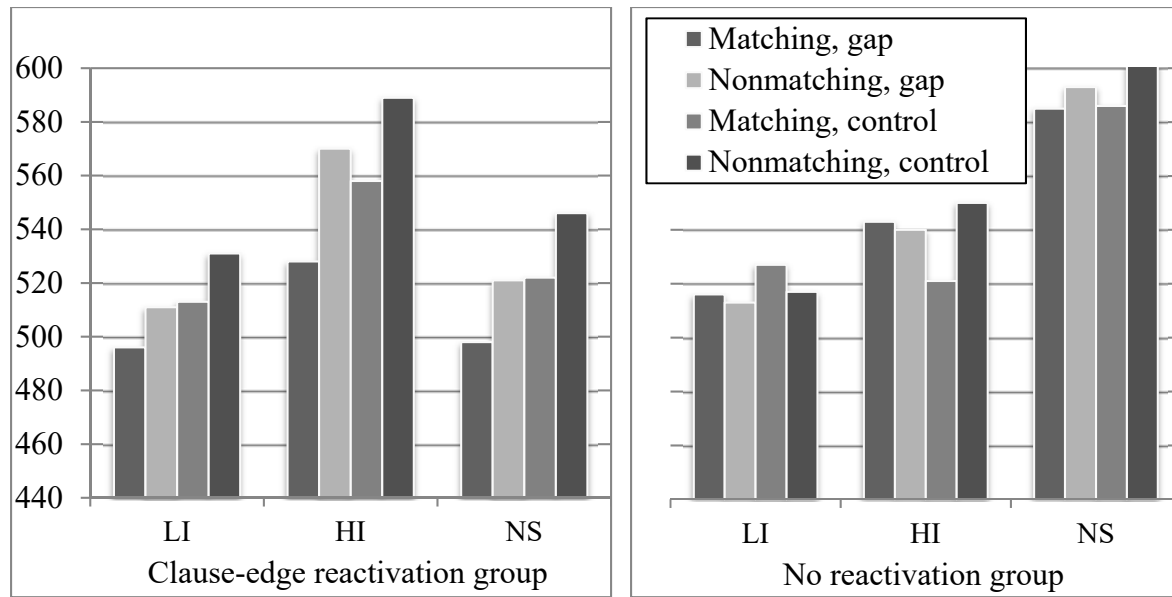 600
580
560
540
520
500
480
460
440
LI HI NS
Clause-edge reactivation group
Matching, gap
Nonmatching, gap
Matching, control
Nonmatching, control
LI HI NS
No reactivation group